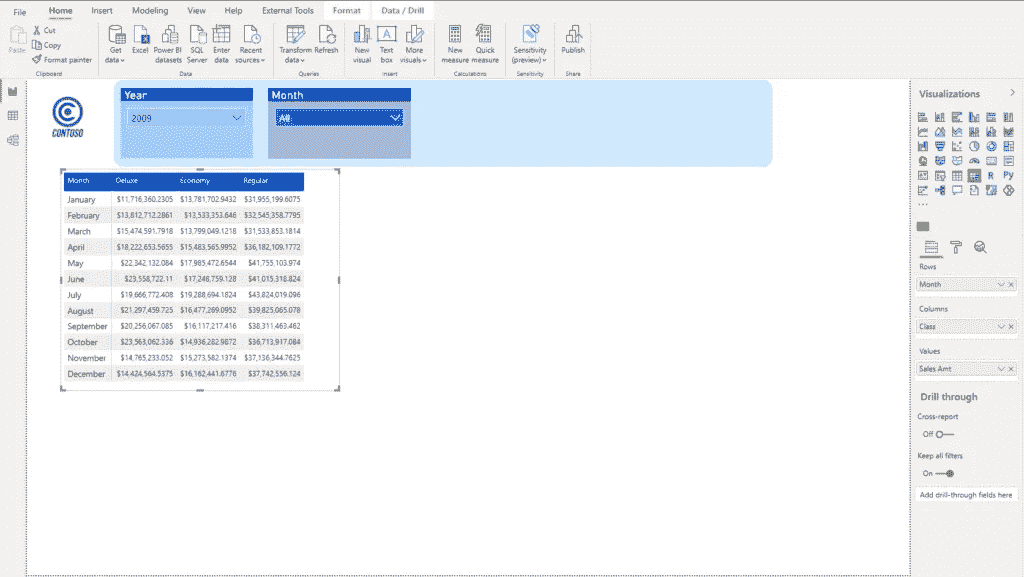 File Home Insert Modeling View Help External Tools Format Data / Drill
Paste
Cut
Copy
Format painter
Clipboard
Get data
Excel
Power BI datasets
SQL Server
Enter data
Recent sources
Data
Transform data
Refresh
Queries
New visual
Text box
More visuals
Insert
New measure
Quick measure
Calculations
Sensitivity (preview)
Sensitivity
Publish
Share
CONTOSO
Year
2009
Month
All
Month Deluxe Economy Regular
January $11,716,360.2305 $13,781,702.9432 $31,955,199.6075
February $13,812,712.2861 $13,533,353.646 $32,545,358.7795
March $15,474,591.7918 $13,799,049.1218 $31,533,853.1814
April $18,222,653.5655 $15,483,565.9952 $36,182,109.1772
May $22,342,132.084 $17,985,472.6544 $41,755,103.974
June $23,558,722.11 $17,248,759.128 $41,015,318.824
July $19,666,772.408 $19,288,694.1824 $43,824,019.096
August $21,297,459.725 $16,477,269.0952 $39,825,065.078
September $20,256,067.085 $16,117,217.416 $38,311,463.462
October $23,563,062.336 $14,936,282.9872 $36,713,917.084
November $14,765,233.052 $15,273,582.1374 $37,136,344.7625
December $14,424,564.5375 $16,162,441.6776 $37,742,556.124
Visualizations
R Py
...
Rows
Month
Columns
Class
Values
Sales Amt
Drill through
Cross-report
Off
Keep all filters
On
Add drill-through fields here